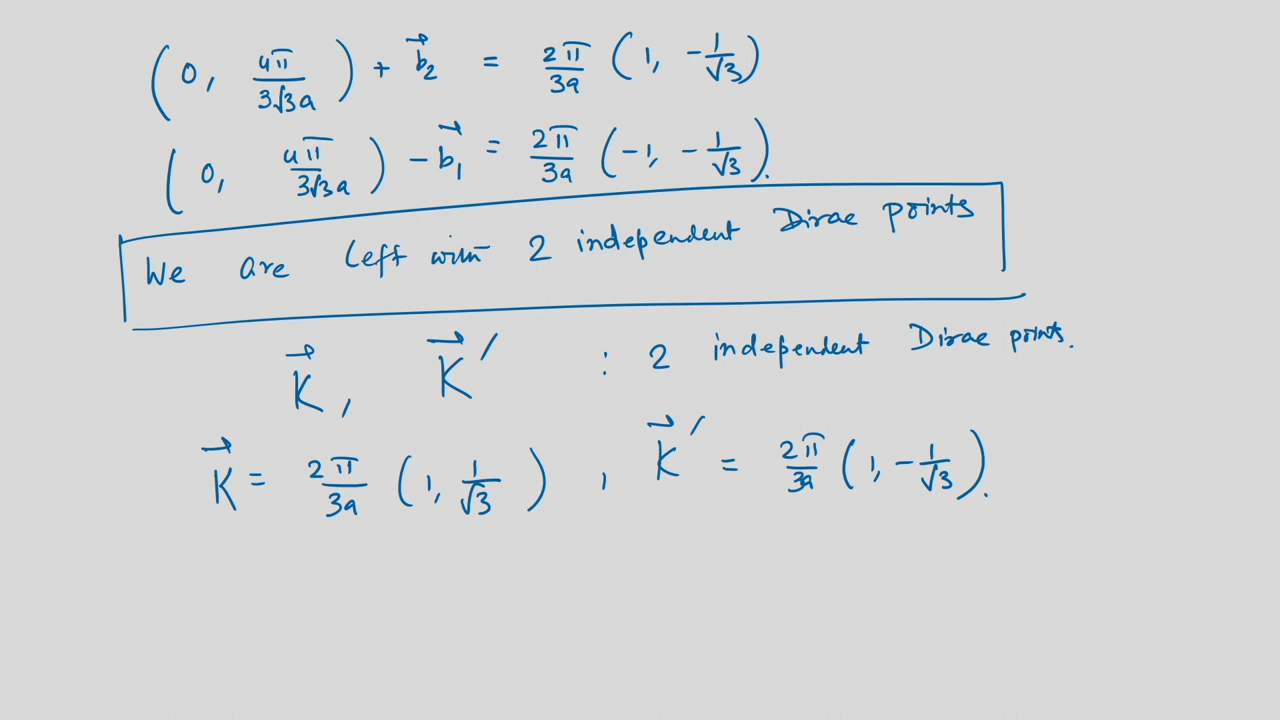 (0, 4π/3√3a) + b⃗₂ = 2π/3a (1, -1/√3)
(0, 4π/3√3a) - b⃗₁ = 2π/3a (-1, -1/√3).
We are left with 2 independent Dirac points
K⃗, K⃗′ : 2 independent Dirac points.
K⃗ = 2π/3a (1, 1/√3), K⃗′ = 2π/3a (1, -1/√3).